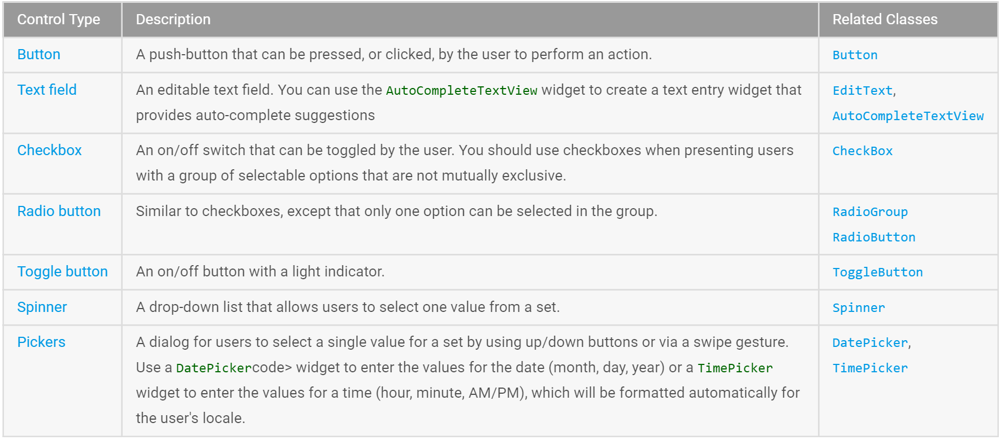 Control Type Description Related Classes
Button A push-button that can be pressed, or clicked, by the user to perform an action. Button
Text field An editable text field. You can use the AutoCompleteTextView widget to create a text entry widget that EditText,
provides auto-complete suggestions AutoCompleteTextView
Checkbox An on/off switch that can be toggled by the user. You should use checkboxes when presenting users CheckBox
with a group of selectable options that are not mutually exclusive.
Radio button Similar to checkboxes, except that only one option can be selected in the group. RadioGroup
RadioButton
Toggle button An on/off button with a light indicator. ToggleButton
Spinner A drop-down list that allows users to select one value from a set. Spinner
Pickers A dialog for users to select a single value for a set by using up/down buttons or via a swipe gesture. DatePicker,
Use a DatePickercode> widget to enter the values for the date (month, day, year) or a TimePicker TimePicker
widget to enter the values for a time (hour, minute, AM/PM), which will be formatted automatically for
the user's locale.